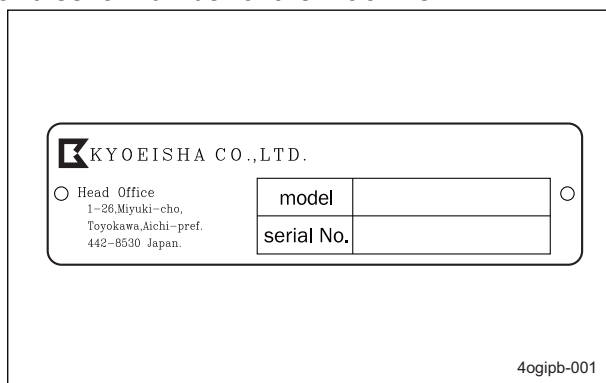 KYOEISHA CO.,LTD.
Head Office
1-26,Miyuki-cho,
Toyokawa,Aichi-pref.
442-8530 Japan.
model
serial No.
4ogipb-001